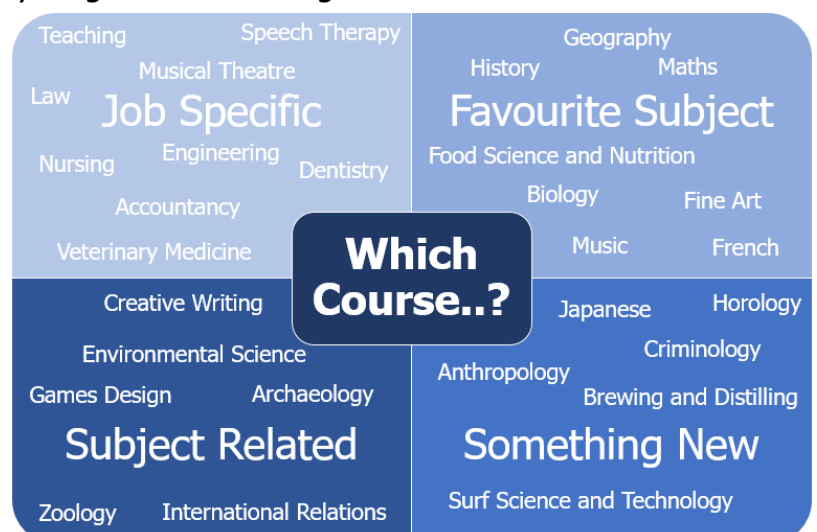 Teaching
Speech Therapy
Musical Theatre
Law
Job Specific
Nursing
Engineering
Dentistry
Accountancy
Veterinary Medicine
Geography
History
Maths
Favourite Subject
Food Science and Nutrition
Biology
Fine Art
Music
French
Which
Course..?
Creative Writing
Environmental Science
Games Design
Archaeology
Subject Related
Zoology
International Relations
Japanese
Horology
Criminology
Anthropology
Brewing and Distilling
Something New
Surf Science and Technology